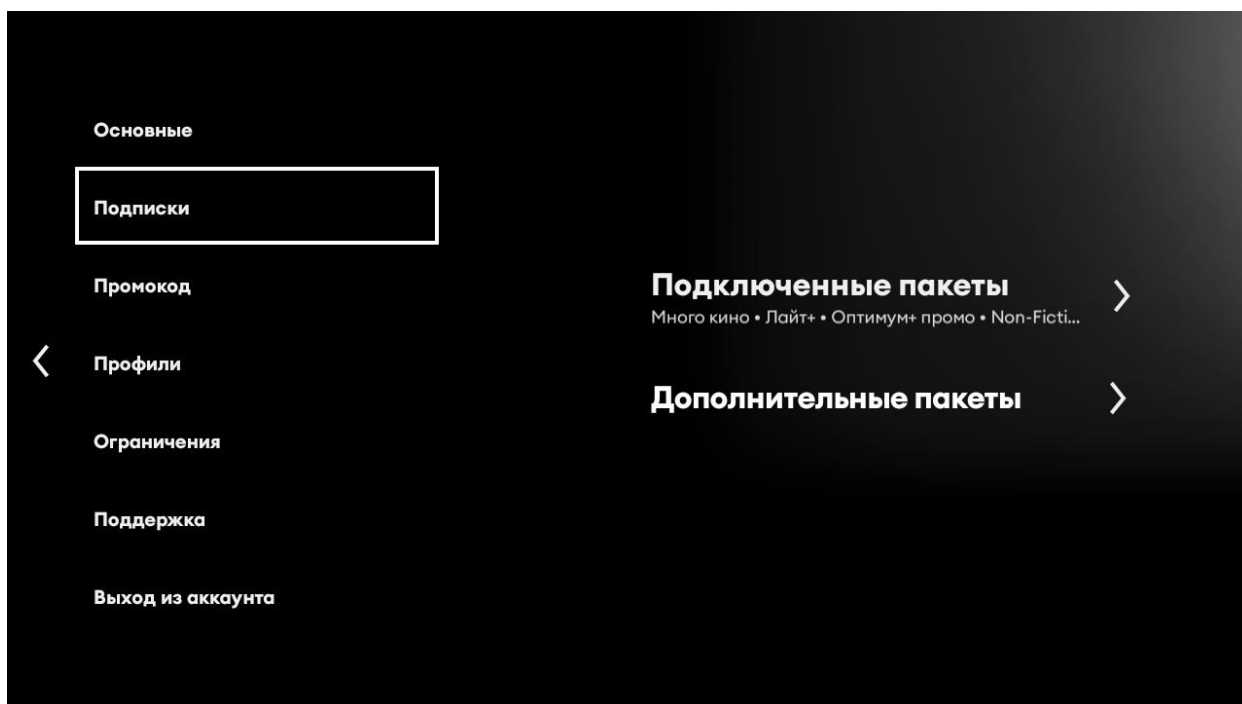 Основные
Подписки
Промокод
Профили
Ограничения
Поддержка
Выход из аккаунта
Подключенные пакеты
Много кино • Лайт+ • Оптимум+ промо • Non-Ficti...
Дополнительные пакеты